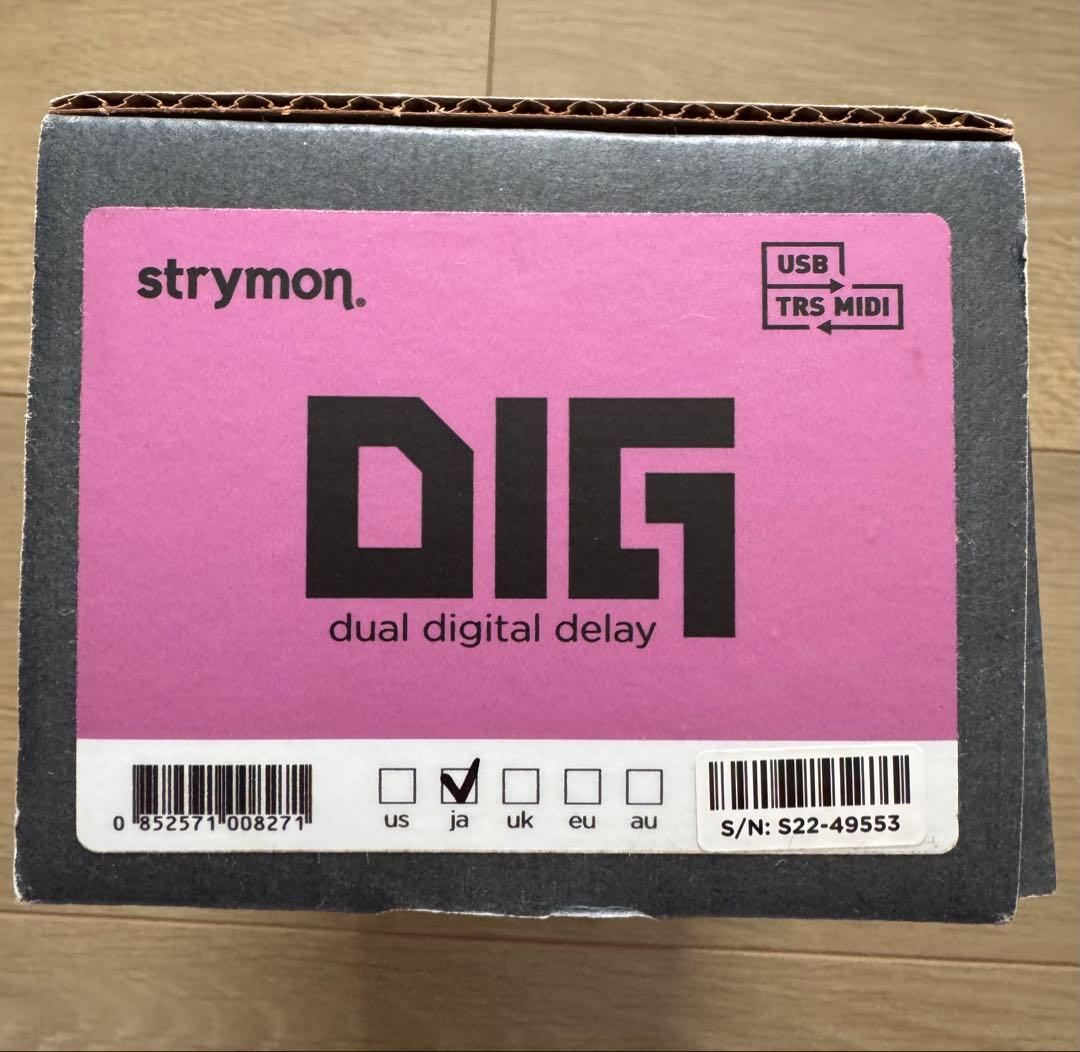 strymon®
USB
TRS MIDI
DIG
dual digital delay
us ja uk eu au
0 852571 008271
S/N: S22-49553